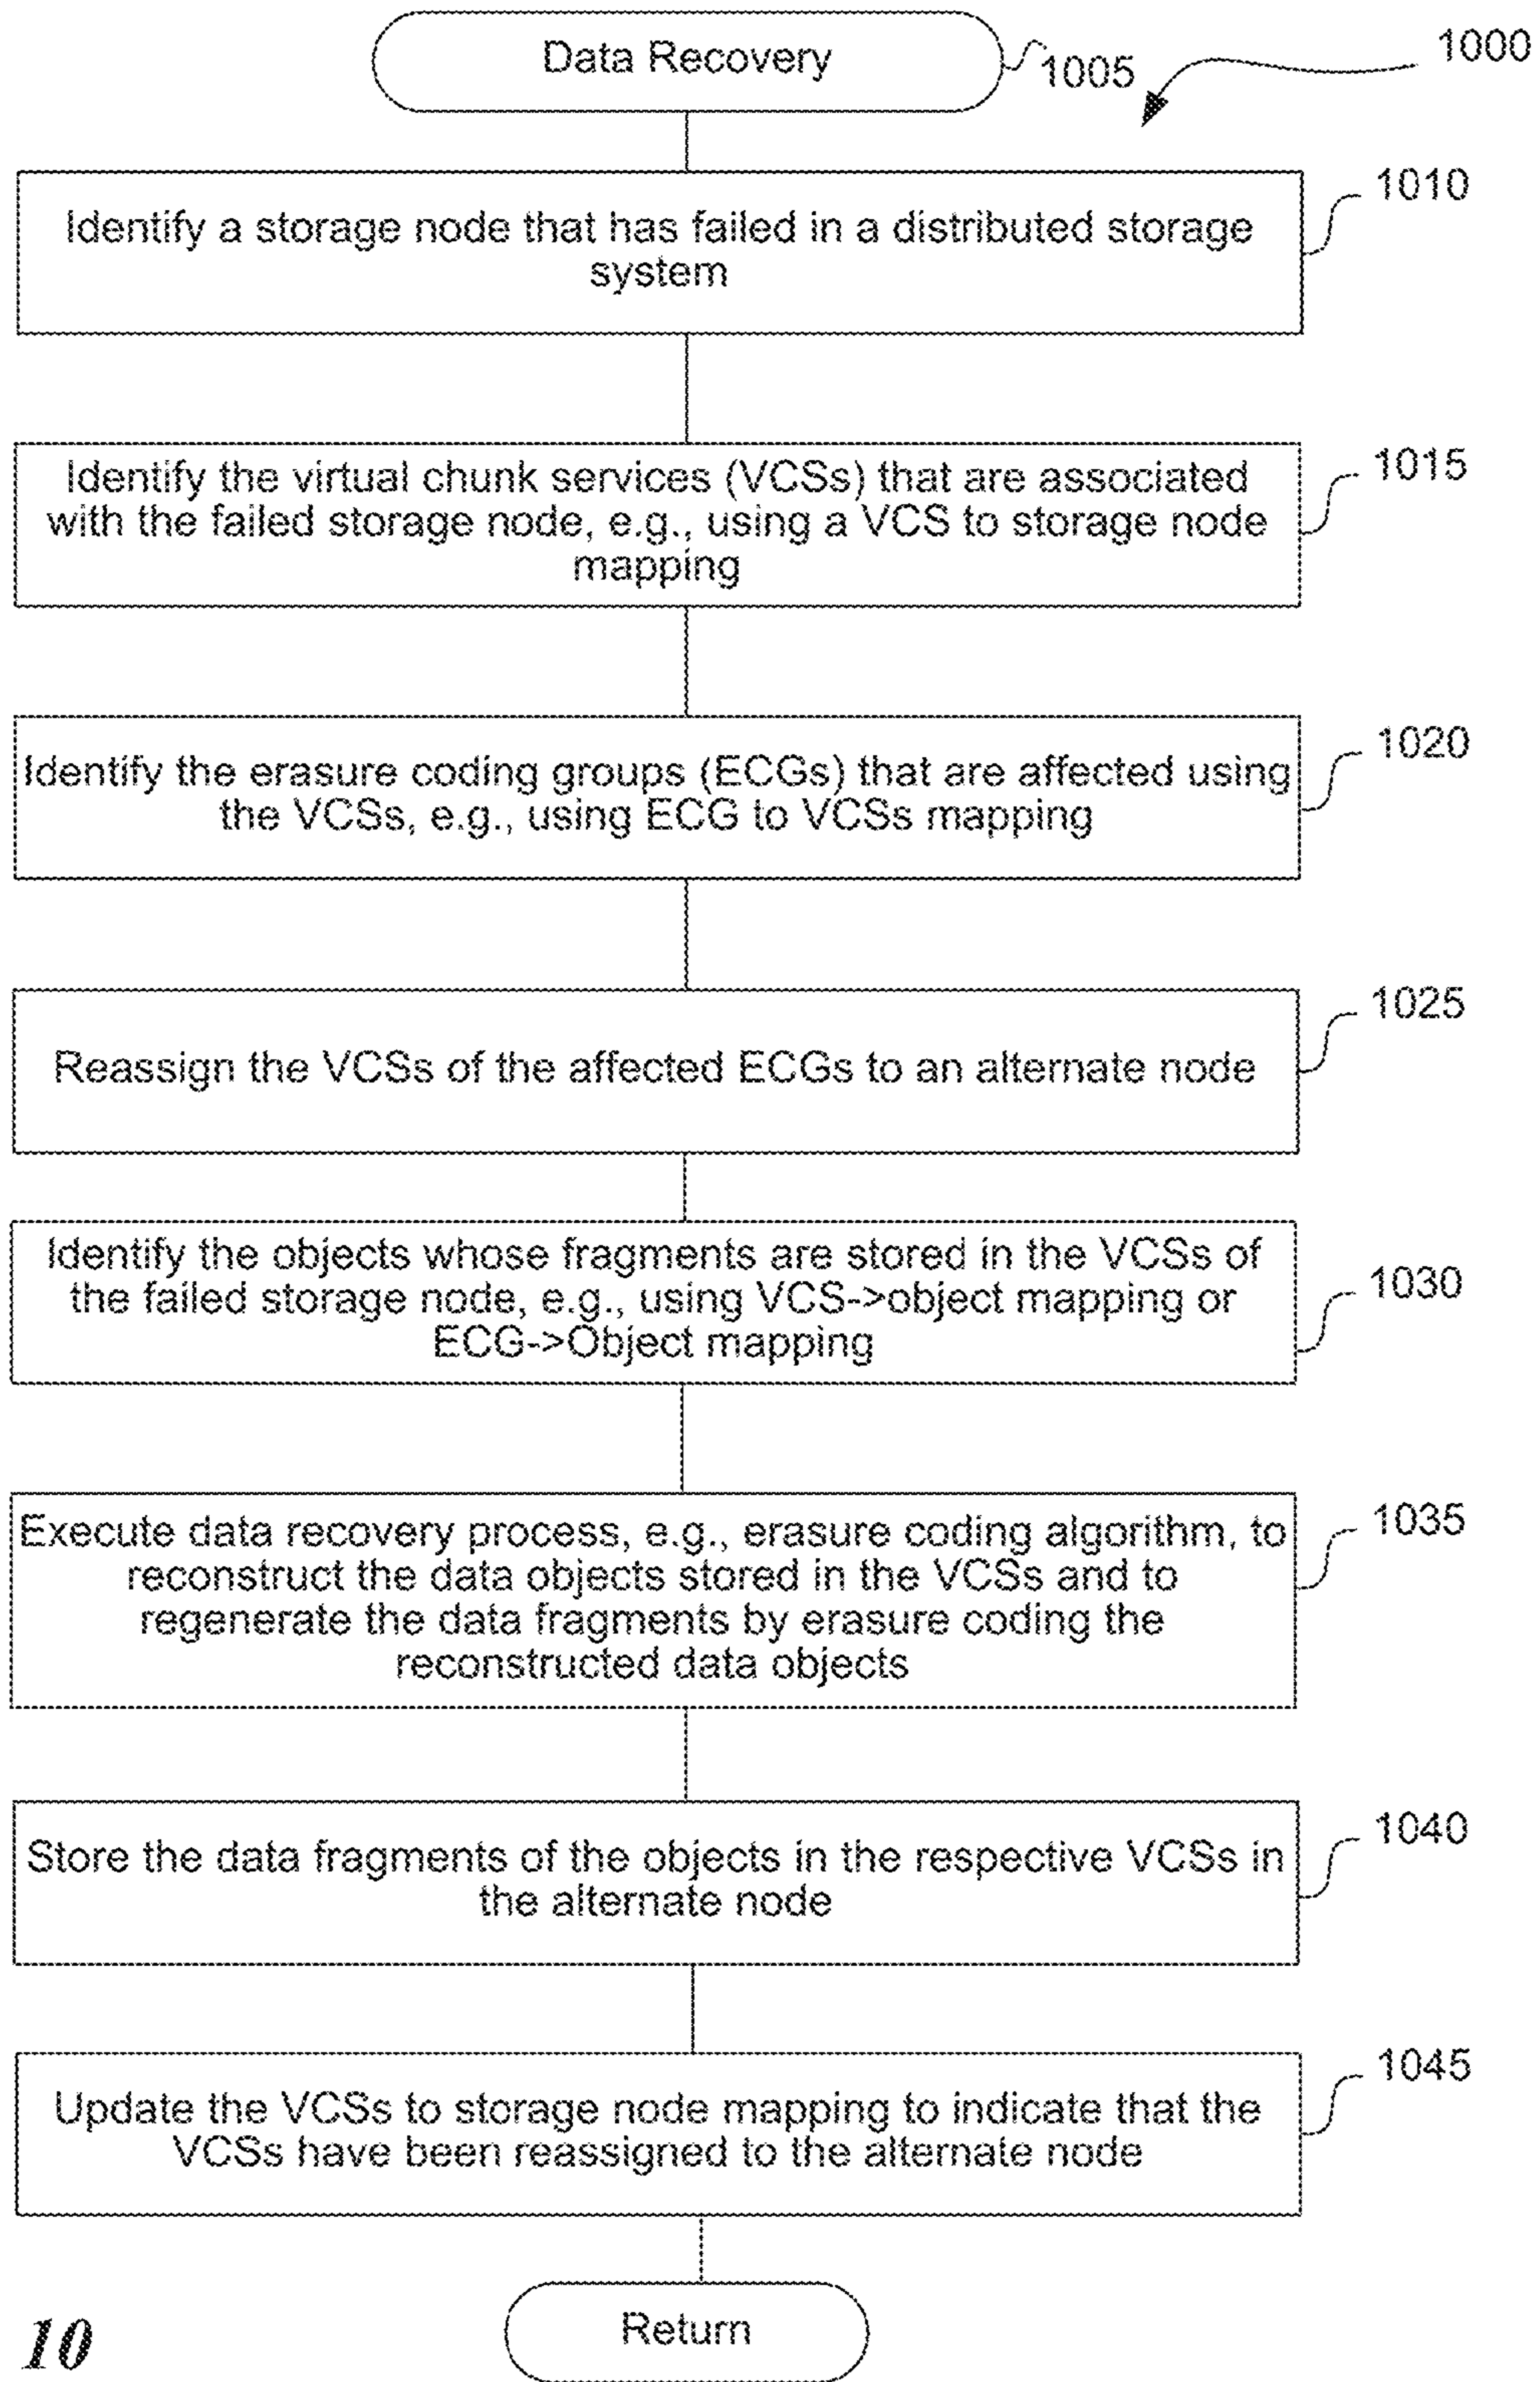 Data Recovery
1005
1000
Identify a storage node that has failed in a distributed storage
system
1010
Identify the virtual chunk services (VCSs) that are associated
with the failed storage node, e.g., using a VCS to storage node
mapping
1015
Identify the erasure coding groups (ECGs) that are affected using
the VCSs, e.g., using ECG to VCSs mapping
1020
Reassign the VCSs of the affected ECGs to an alternate node
1025
Identify the objects whose fragments are stored in the VCSs of
the failed storage node, e.g., using VCS->object mapping or
ECG->Object mapping
1030
Execute data recovery process, e.g., erasure coding algorithm, to
reconstruct the data objects stored in the VCSs and to
regenerate the data fragments by erasure coding the
reconstructed data objects
1035
Store the data fragments of the objects in the respective VCSs in
the alternate node
1040
Update the VCSs to storage node mapping to indicate that the
VCSs have been reassigned to the alternate node
1045
Return
10